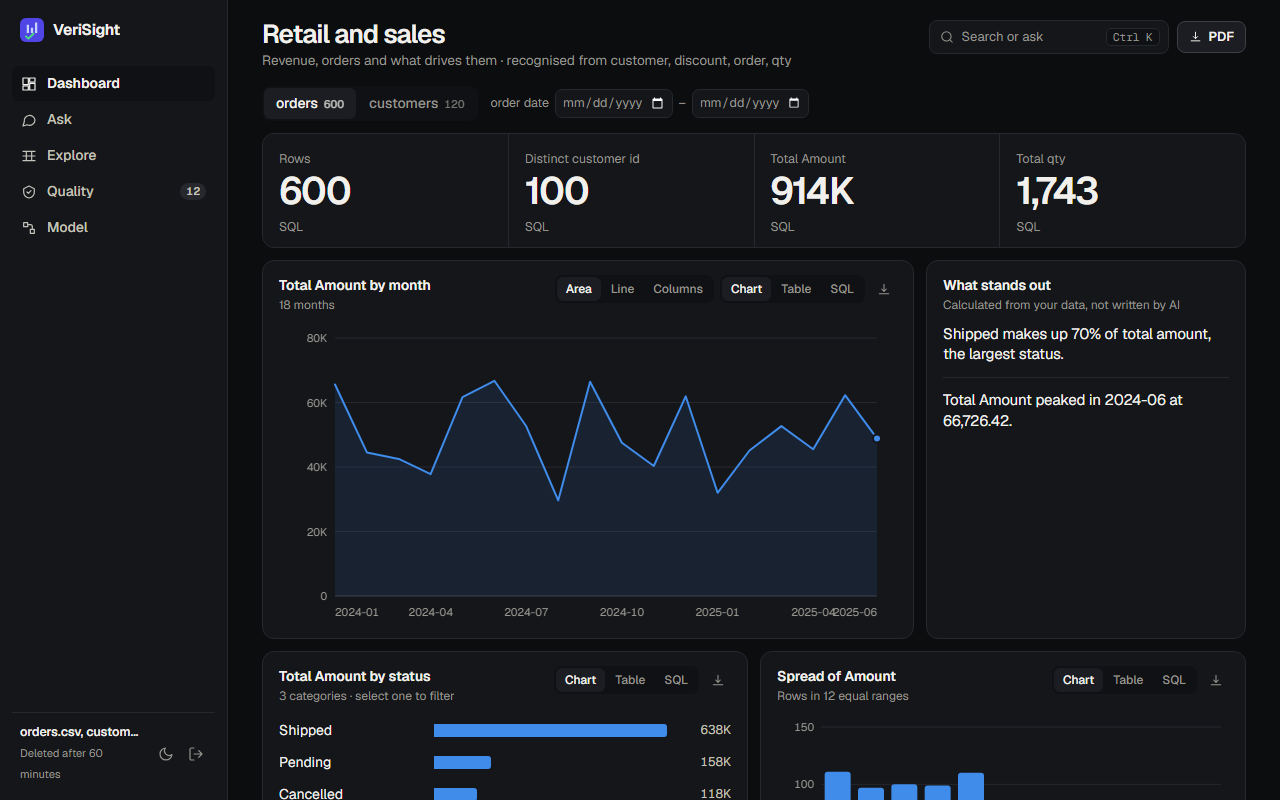 VeriSight
Dashboard
Ask
Explore
Quality 12
Model
orders.csv, custom...
Deleted after 60
minutes
Retail and sales
Revenue, orders and what drives them · recognised from customer, discount, order, qty
Search or ask Ctrl K
PDF
orders 600 customers 120 order date mm/dd/yyyy – mm/dd/yyyy
Rows
600
SQL
Distinct customer id
100
SQL
Total Amount
914K
SQL
Total qty
1,743
SQL
Total Amount by month
18 months
Area Line Columns Chart Table SQL
80K
60K
40K
20K
0
2024-01 2024-04 2024-07 2024-10 2025-01 2025-04 2025-06
What stands out
Calculated from your data, not written by AI
Shipped makes up 70% of total amount,
the largest status.
Total Amount peaked in 2024-06 at
66,726.42.
Total Amount by status
3 categories · select one to filter
Chart Table SQL
Shipped 638K
Pending 158K
Cancelled 118K
Spread of Amount
Rows in 12 equal ranges
Chart Table SQL
150
100